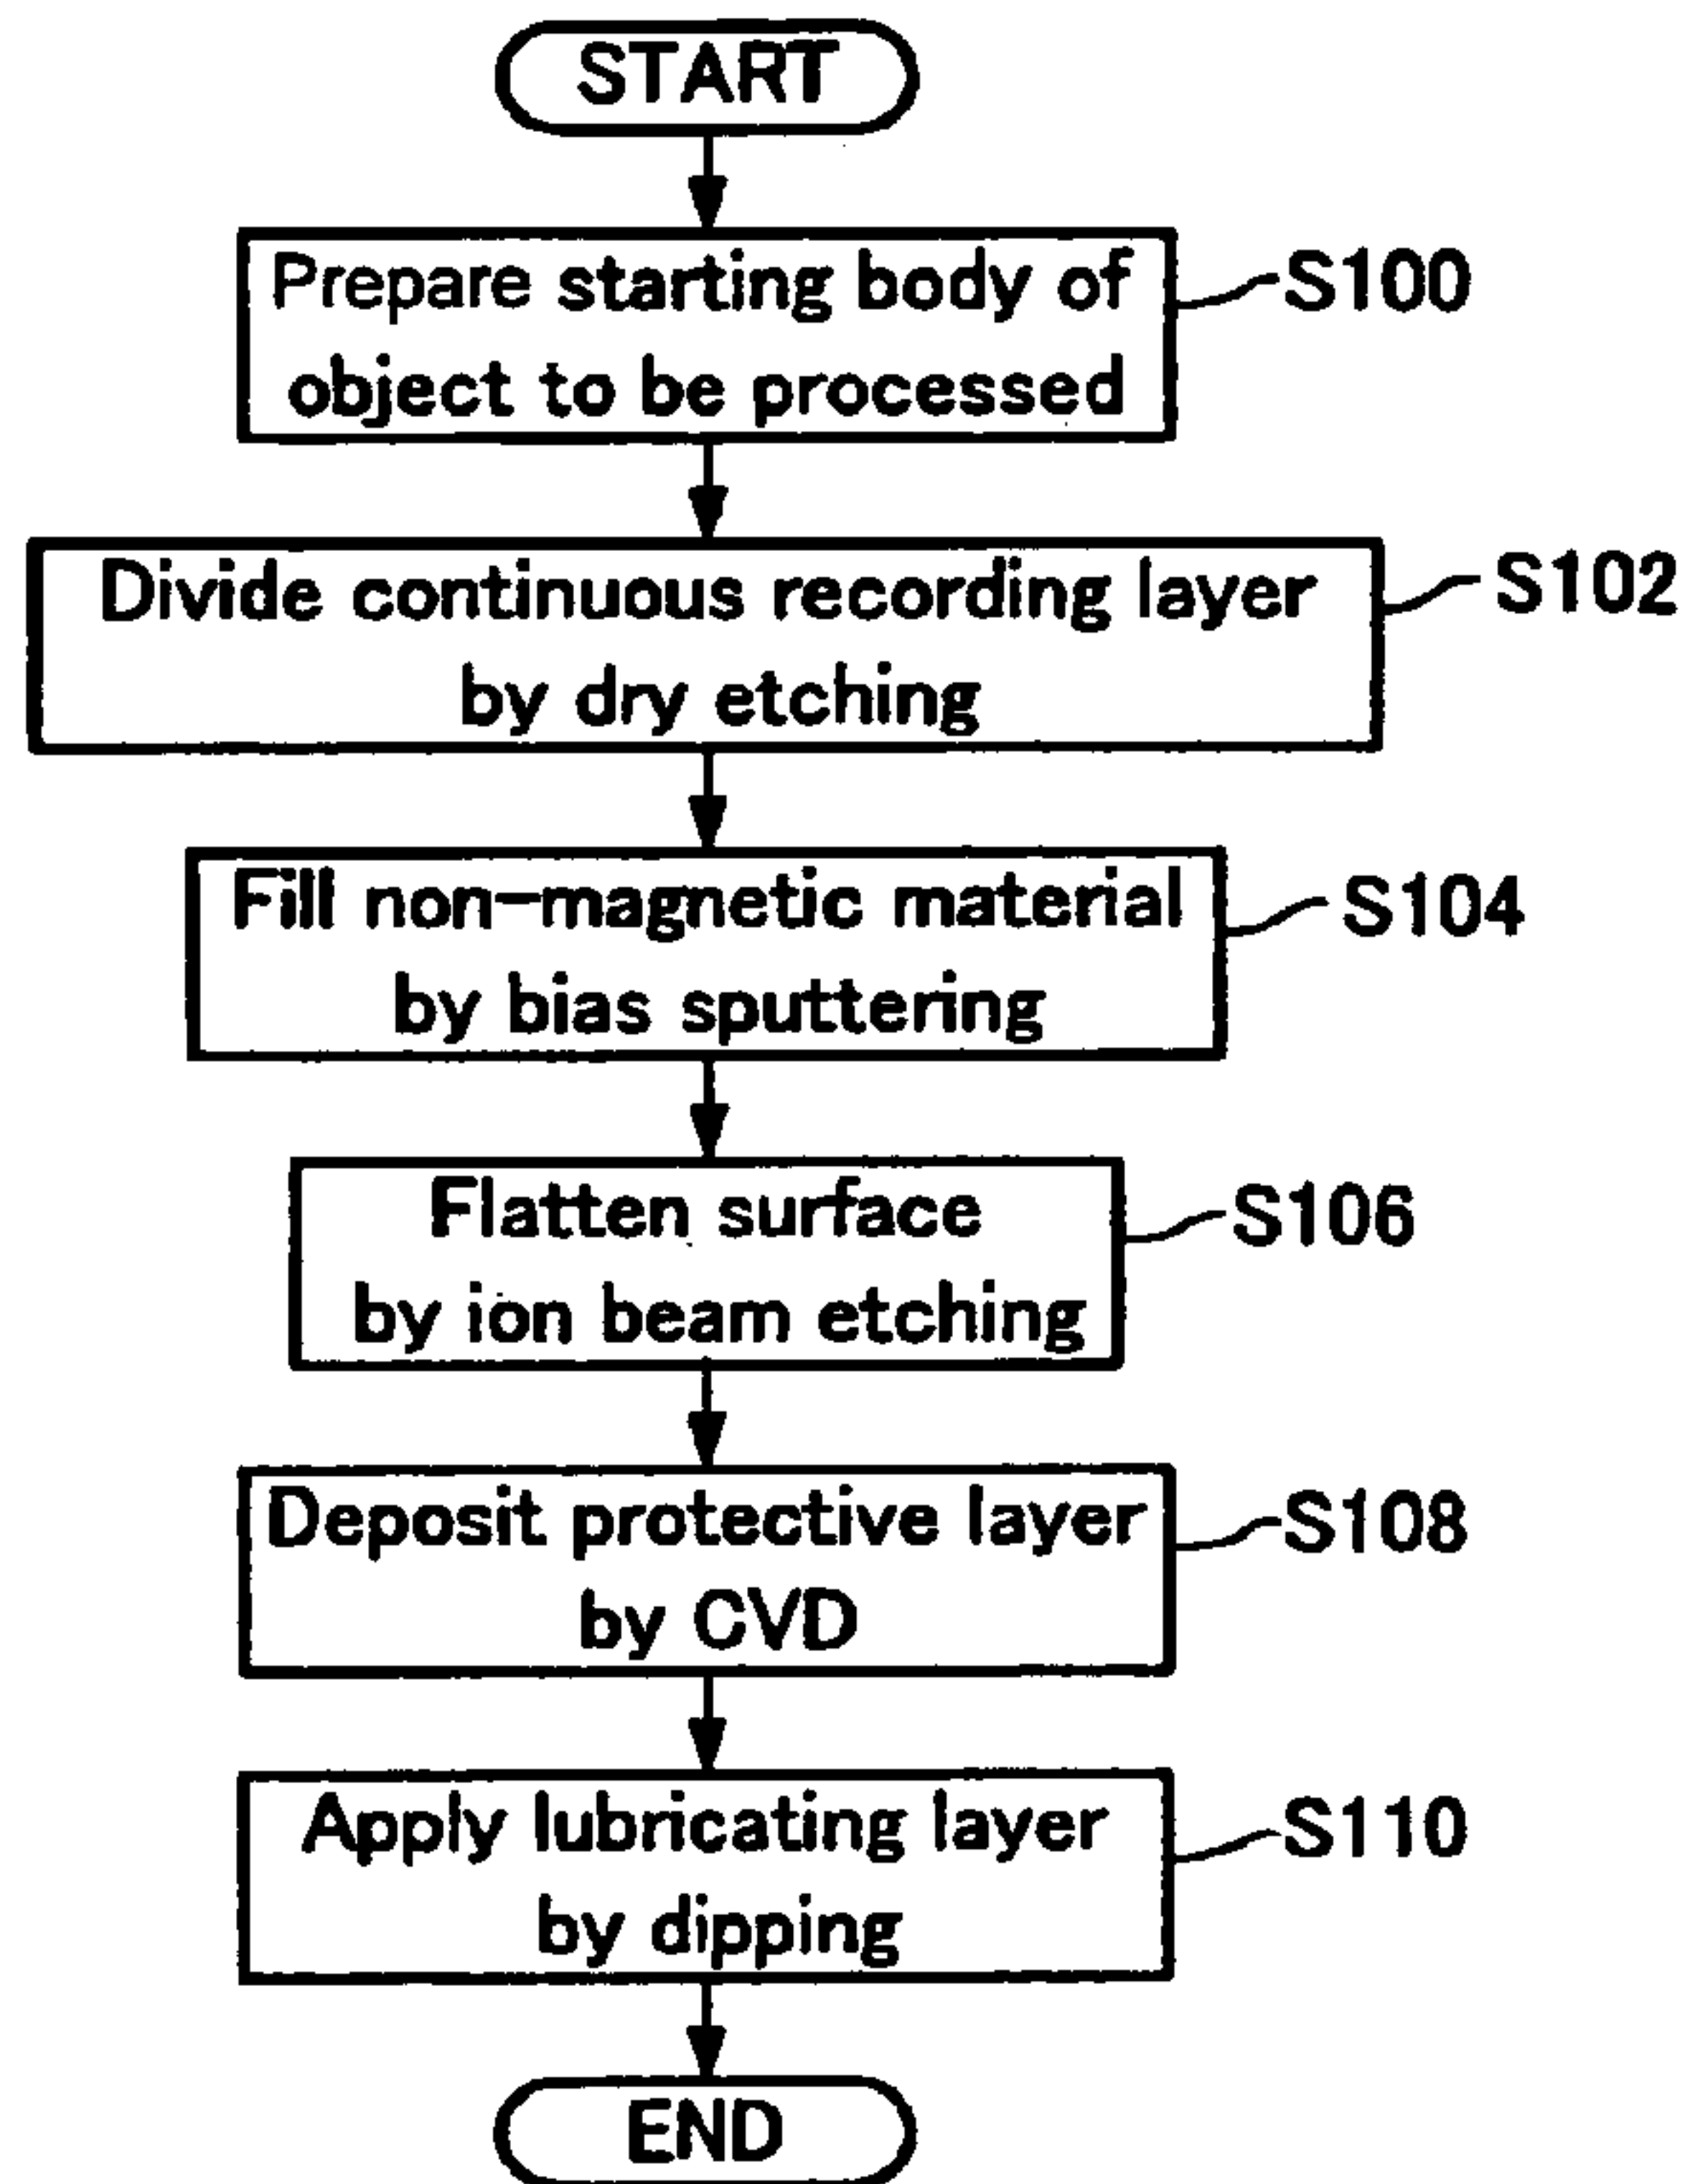 START
Prepare starting body of
object to be processed
S100
Divide continuous recording layer
by dry etching
S102
Fill non-magnetic material
by bias sputtering
S104
Flatten surface
by ion beam etching
S106
Deposit protective layer
by CVD
S108
Apply lubricating layer
by dipping
S110
END